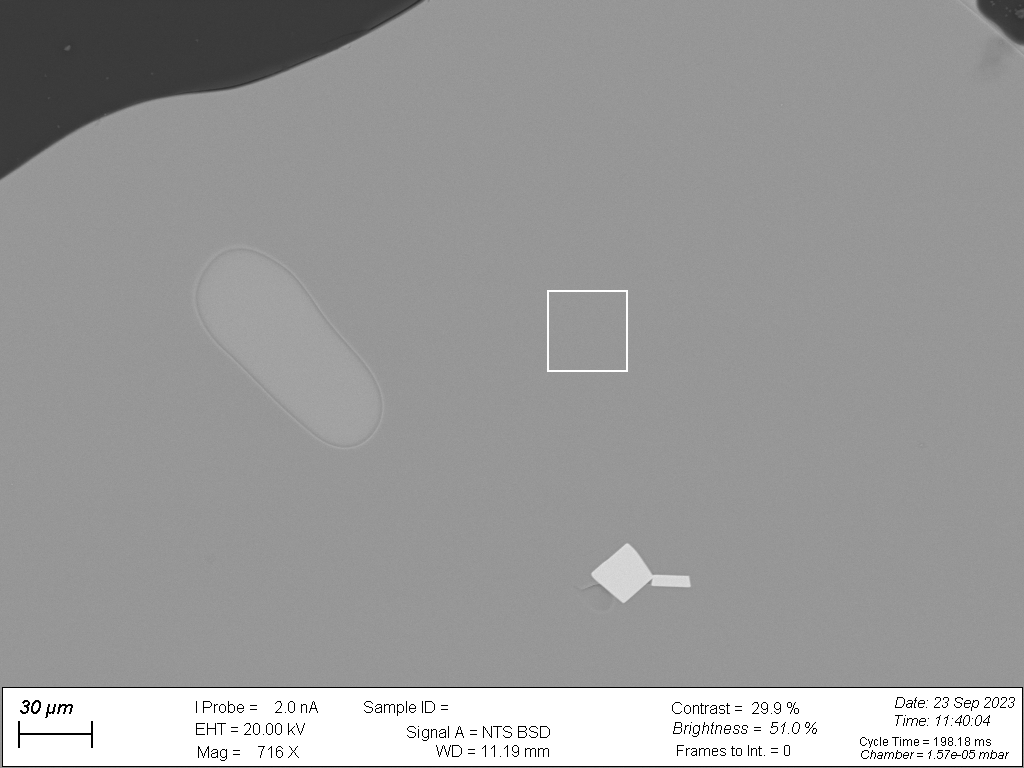 30 µm
I Probe = 2.0 nA
EHT = 20.00 kV
Mag = 716 X
Sample ID =
Signal A = NTS BSD
WD = 11.19 mm
Contrast = 29.9 %
Brightness = 51.0 %
Frames to Int. = 0
Date: 23 Sep 2023
Time: 11:40:04
Cycle Time = 198.18 ms
Chamber = 1.57e-05 mbar